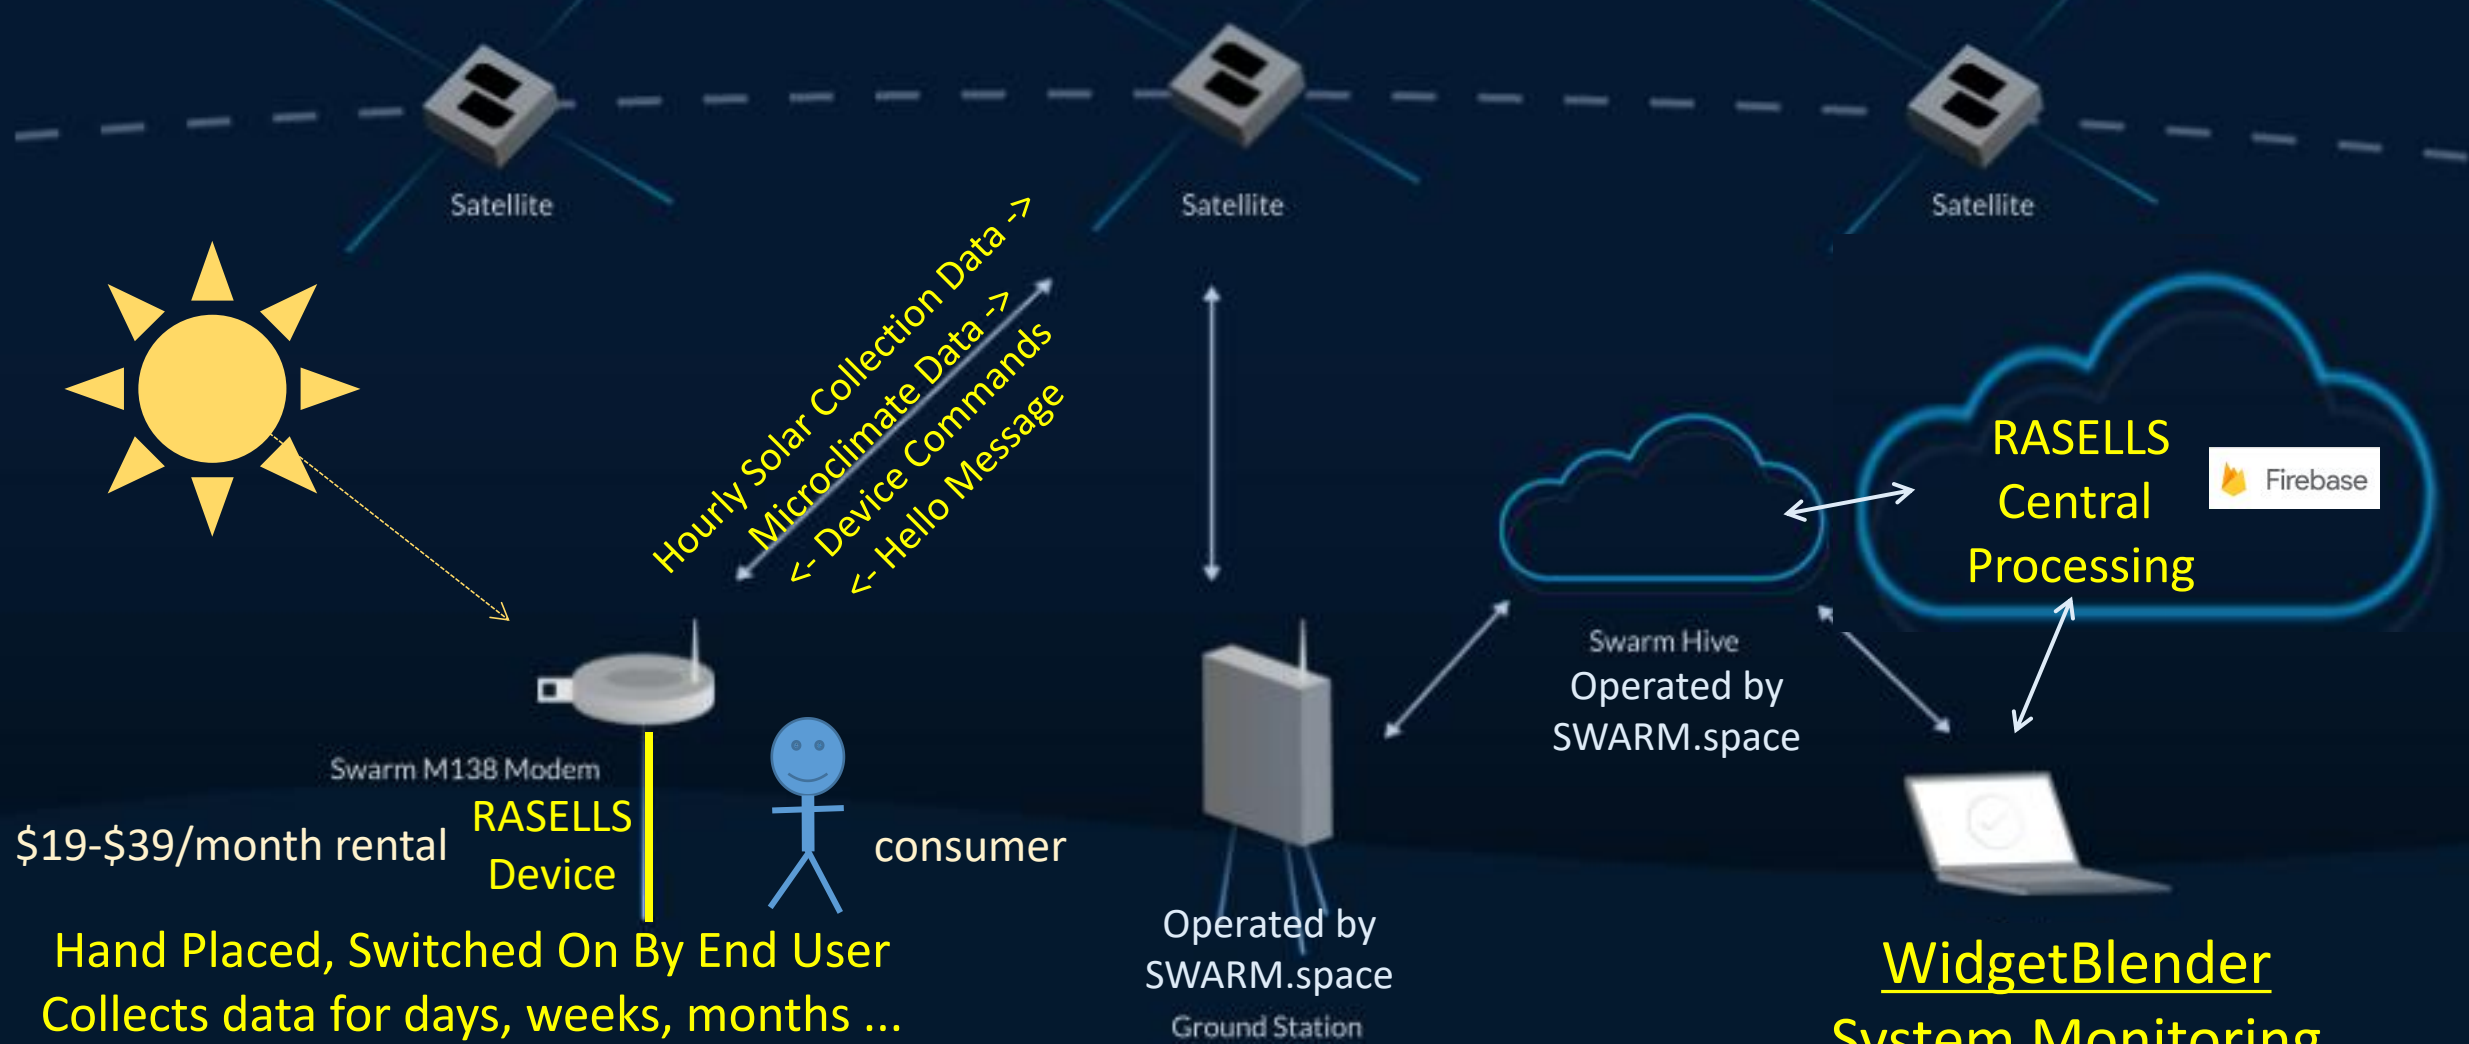 Satellite
Satellite
Satellite
Hourly Solar Collection Data ->
Microclimate Data ->
<- Device Commands
<- Hello Message
RASELLS
Central
Processing
Firebase
Swarm Hive
Operated by
SWARM.space
Swarm M138 Modem
RASELLS
Device
$19-$39/month rental
consumer
Hand Placed, Switched On By End User
Collects data for days, weeks, months ...
Operated by
SWARM.space
Ground Station
WidgetBlender
System Monitoring